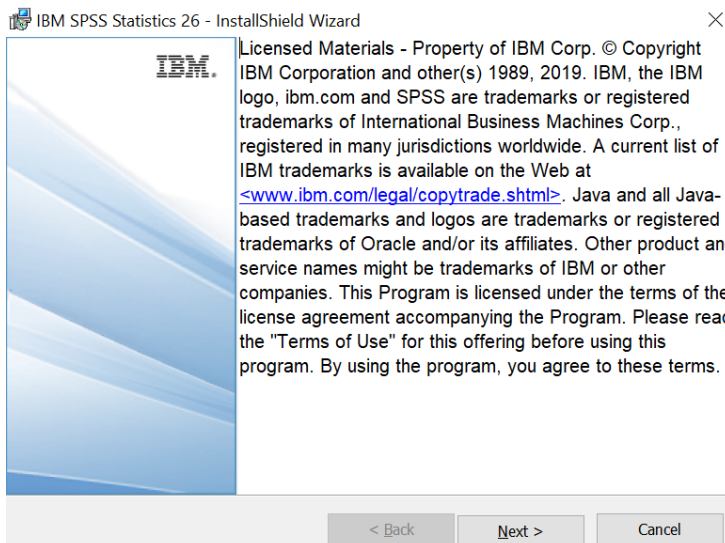 IBM SPSS Statistics 26 - InstallShield Wizard
IBM.
Licensed Materials - Property of IBM Corp. © Copyright
IBM Corporation and other(s) 1989, 2019. IBM, the IBM
logo, ibm.com and SPSS are trademarks or registered
trademarks of International Business Machines Corp.,
registered in many jurisdictions worldwide. A current list of
IBM trademarks is available on the Web at
<www.ibm.com/legal/copytrade.shtml>. Java and all Java-
based trademarks and logos are trademarks or registered
trademarks of Oracle and/or its affiliates. Other product an
service names might be trademarks of IBM or other
companies. This Program is licensed under the terms of the
license agreement accompanying the Program. Please read
the "Terms of Use" for this offering before using this
program. By using the program, you agree to these terms.
< Back
Next >
Cancel